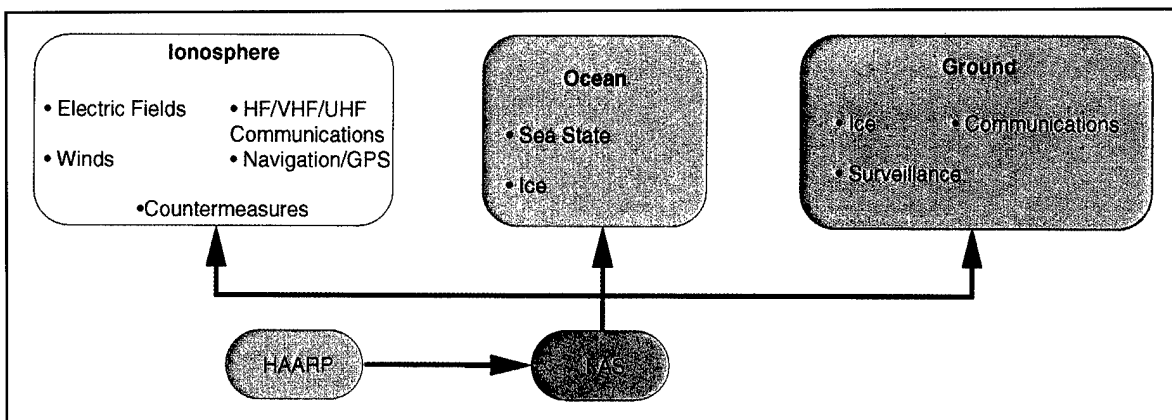 Ionosphere
• Electric Fields
• HF/VHF/UHF
Communications
• Winds
• Navigation/GPS
•Countermeasures
Ocean
• Sea State
• Ice
Ground
• Ice
• Communications
• Surveillance
HAARP